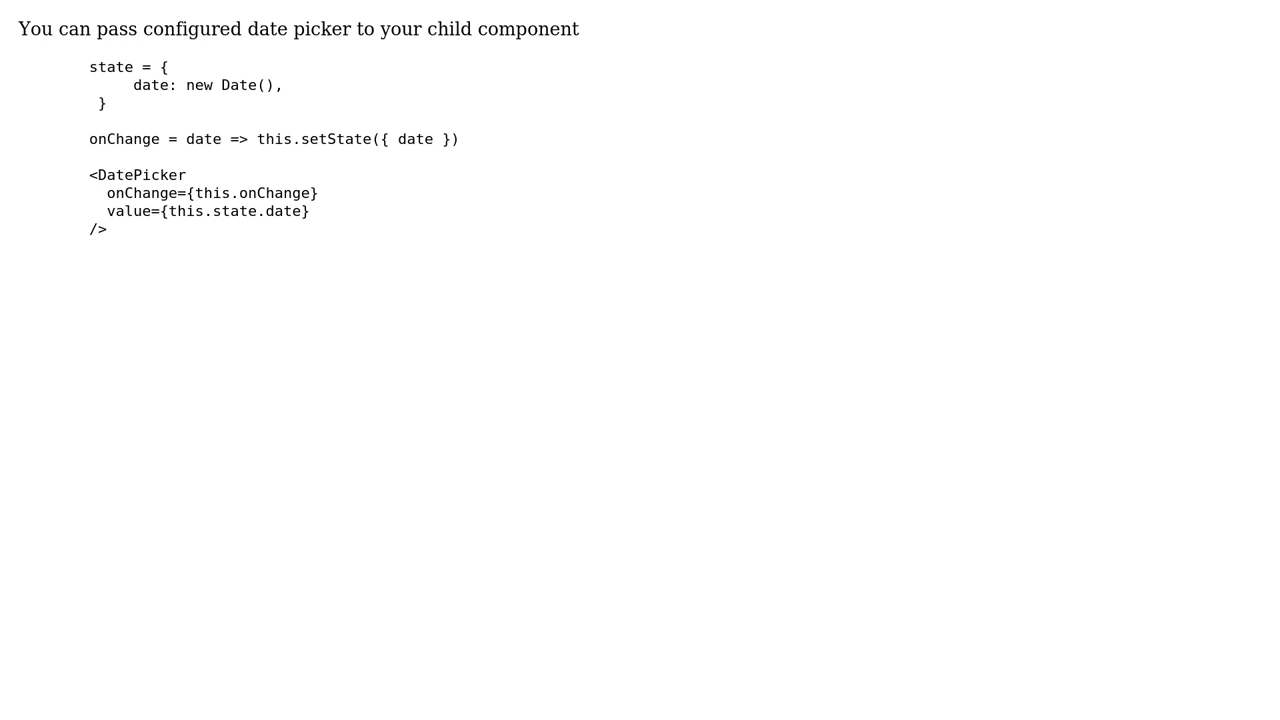 You can pass configured date picker to your child component
state = {
     date: new Date(),
 }
onChange = date => this.setState({ date })
<DatePicker
  onChange={this.onChange}
  value={this.state.date}
/>